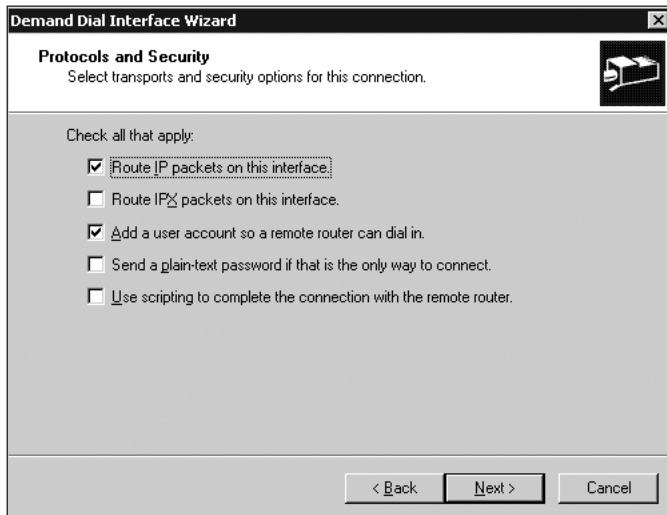 Demand Dial Interface Wizard
Protocols and Security
Select transports and security options for this connection.
Check all that apply:
Route IP packets on this interface.
Route IPX packets on this interface.
Add a user account so a remote router can dial in.
Send a plain-text password if that is the only way to connect.
Use scripting to complete the connection with the remote router.
< Back Next > Cancel